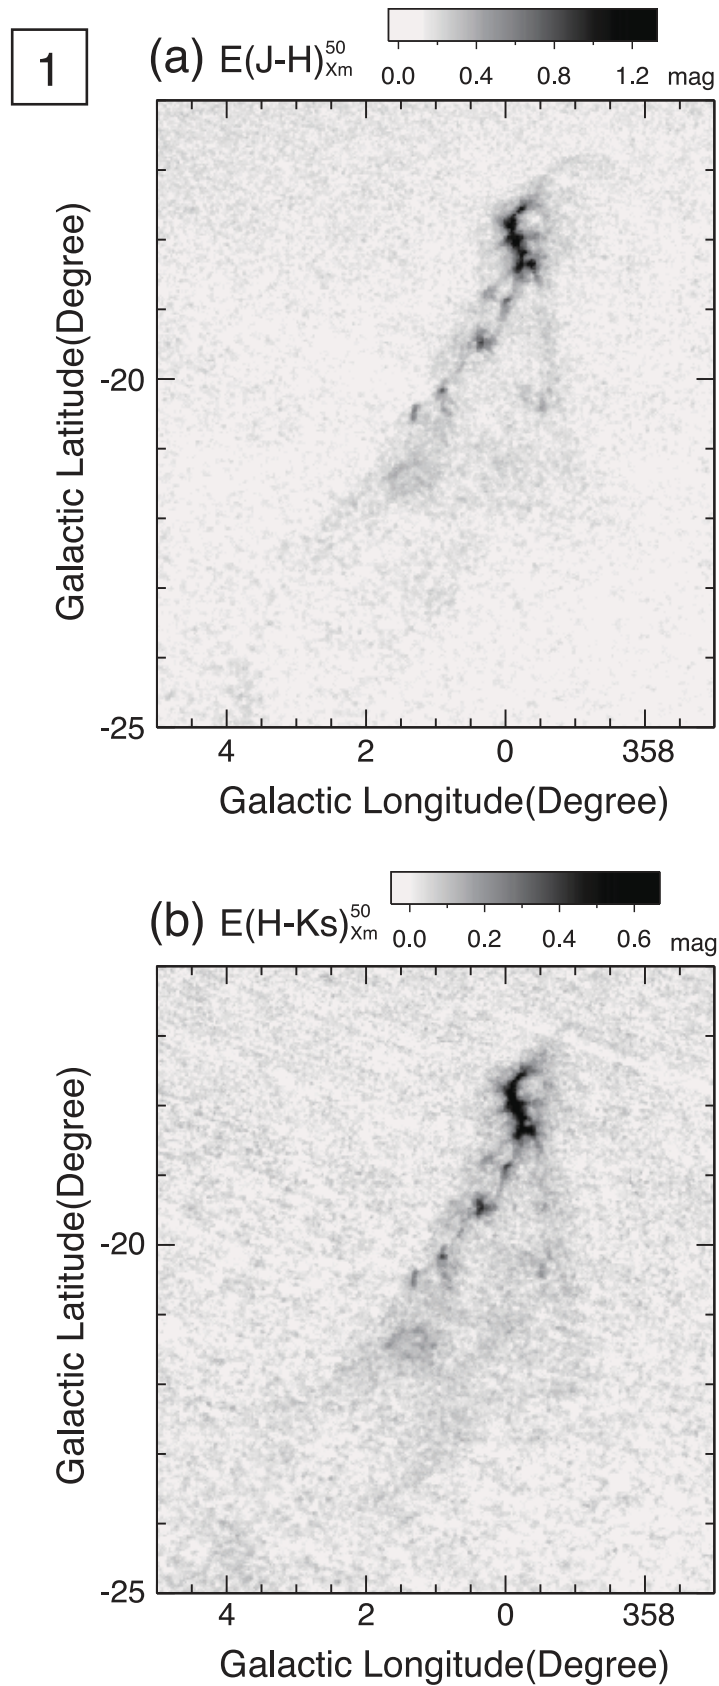 1
(a) E(J-H)⁵⁰Xm
0.0 0.4 0.8 1.2 mag
Galactic Latitude(Degree)
-20
-25
4 2 0 358
Galactic Longitude(Degree)
(b) E(H-Ks)⁵⁰Xm
0.0 0.2 0.4 0.6 mag
Galactic Latitude(Degree)
-20
-25
4 2 0 358
Galactic Longitude(Degree)